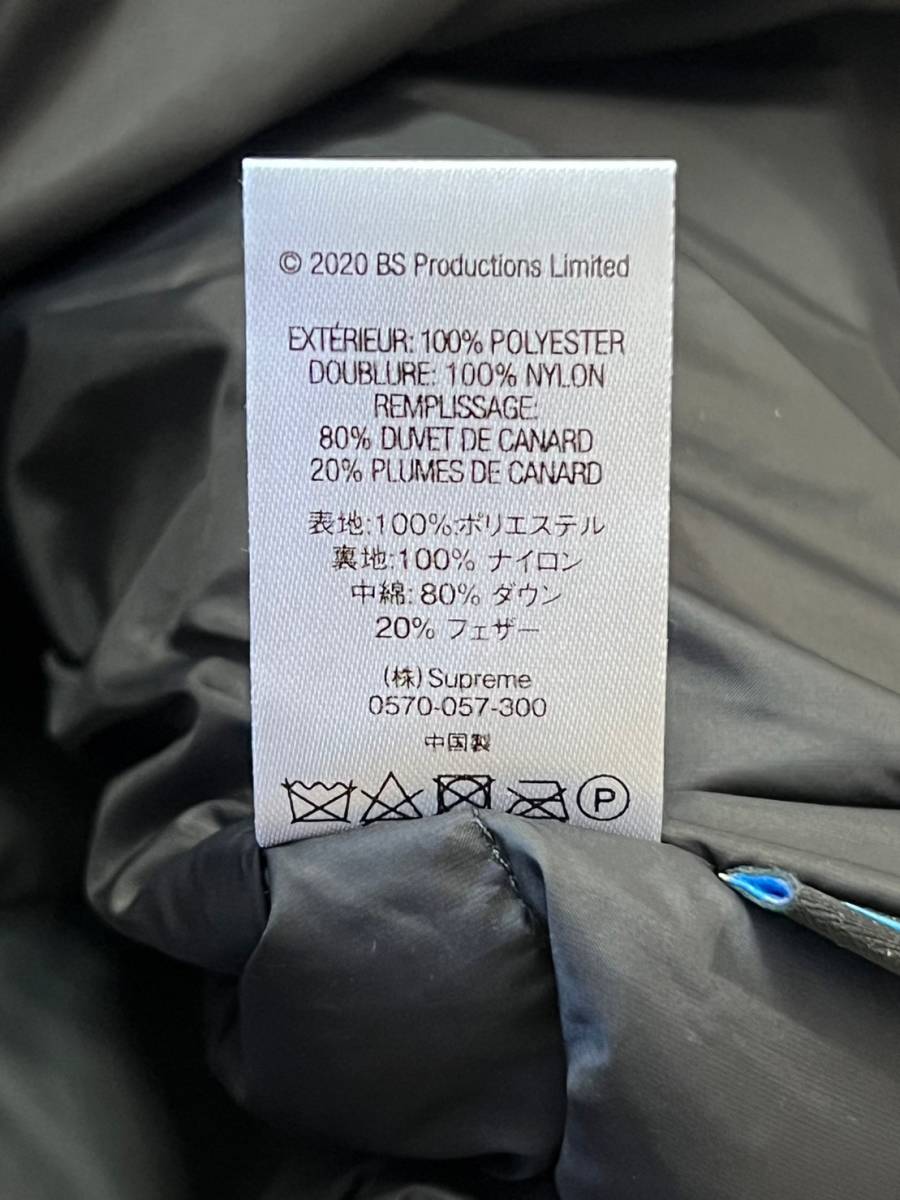 © 2020 BS Productions Limited
EXTÉRIEUR: 100% POLYESTER
DOUBLURE: 100% NYLON
REMPLISSAGE:
80% DUVET DE CANARD
20% PLUMES DE CANARD
表地:100%:ポリエステル
裏地:100% ナイロン
中綿: 80% ダウン
20% フェザー
(株) Supreme
0570-057-300
中国製
P